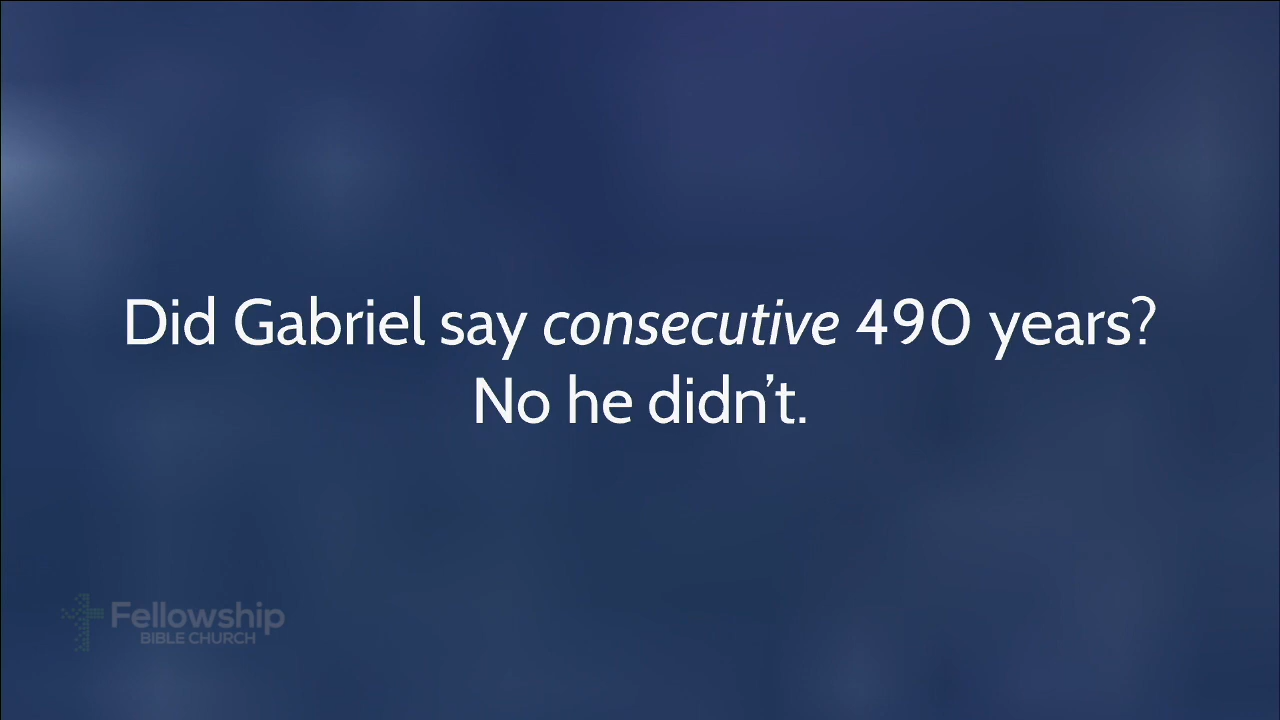 Did Gabriel say consecutive 490 years?
No he didn’t.
Fellowship
BIBLE CHURCH